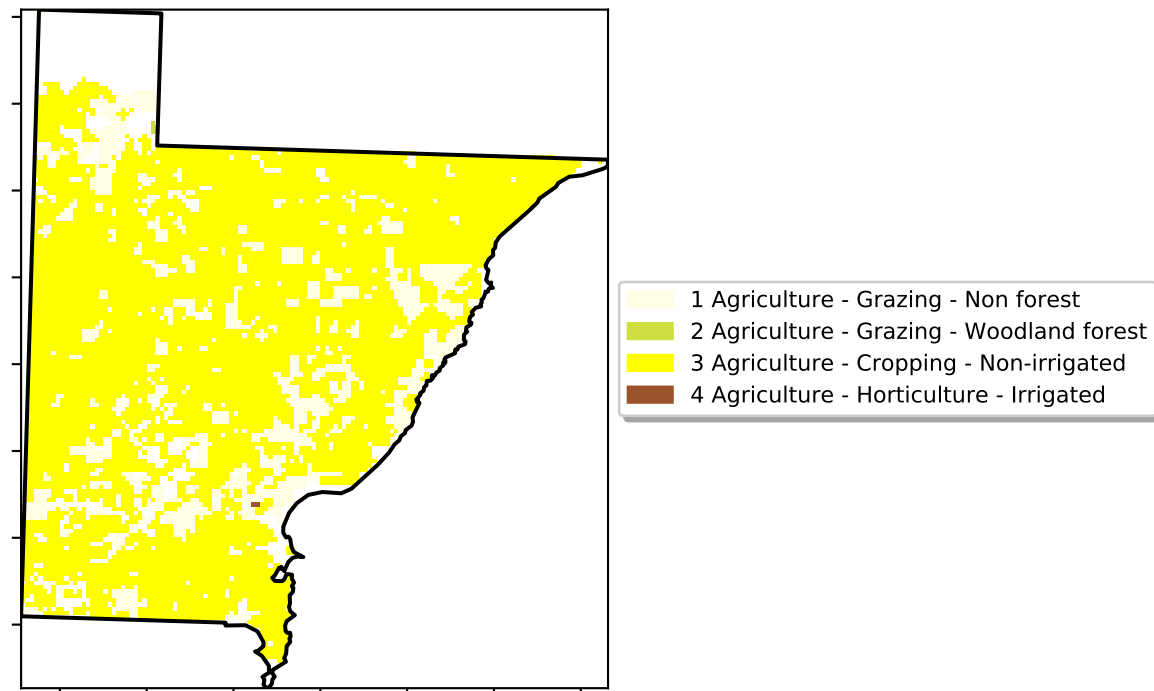 1 Agriculture - Grazing - Non forest
2 Agriculture - Grazing - Woodland forest
3 Agriculture - Cropping - Non-irrigated
4 Agriculture - Horticulture - Irrigated